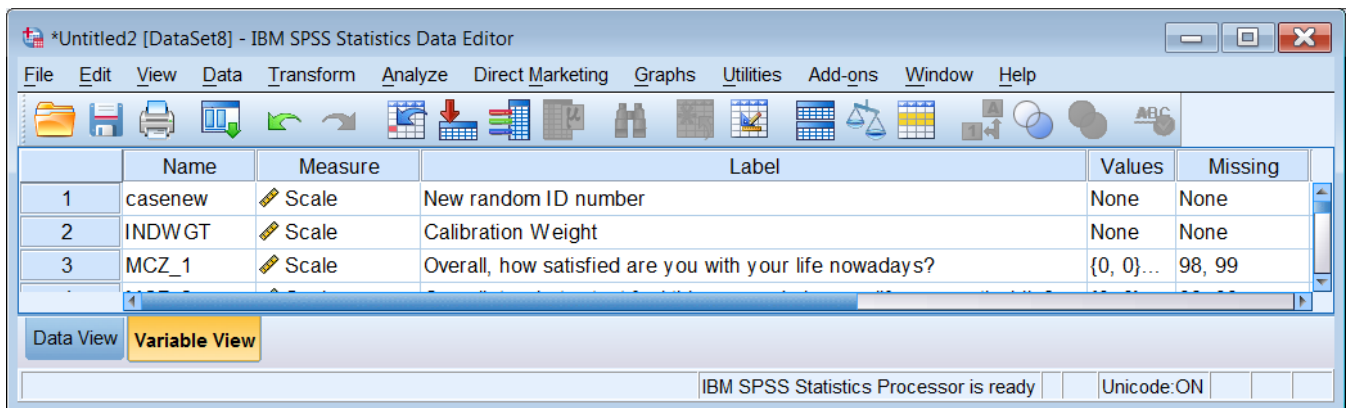 *Untitled2 [DataSet8] - IBM SPSS Statistics Data Editor
File Edit View Data Transform Analyze Direct Marketing Graphs Utilities Add-ons Window Help
Name Measure Label Values Missing
1 casenew Scale New random ID number None None
2 INDWGT Scale Calibration Weight None None
3 MCZ_1 Scale Overall, how satisfied are you with your life nowadays? {0, 0}... 98, 99
Data View Variable View
IBM SPSS Statistics Processor is ready Unicode:ON